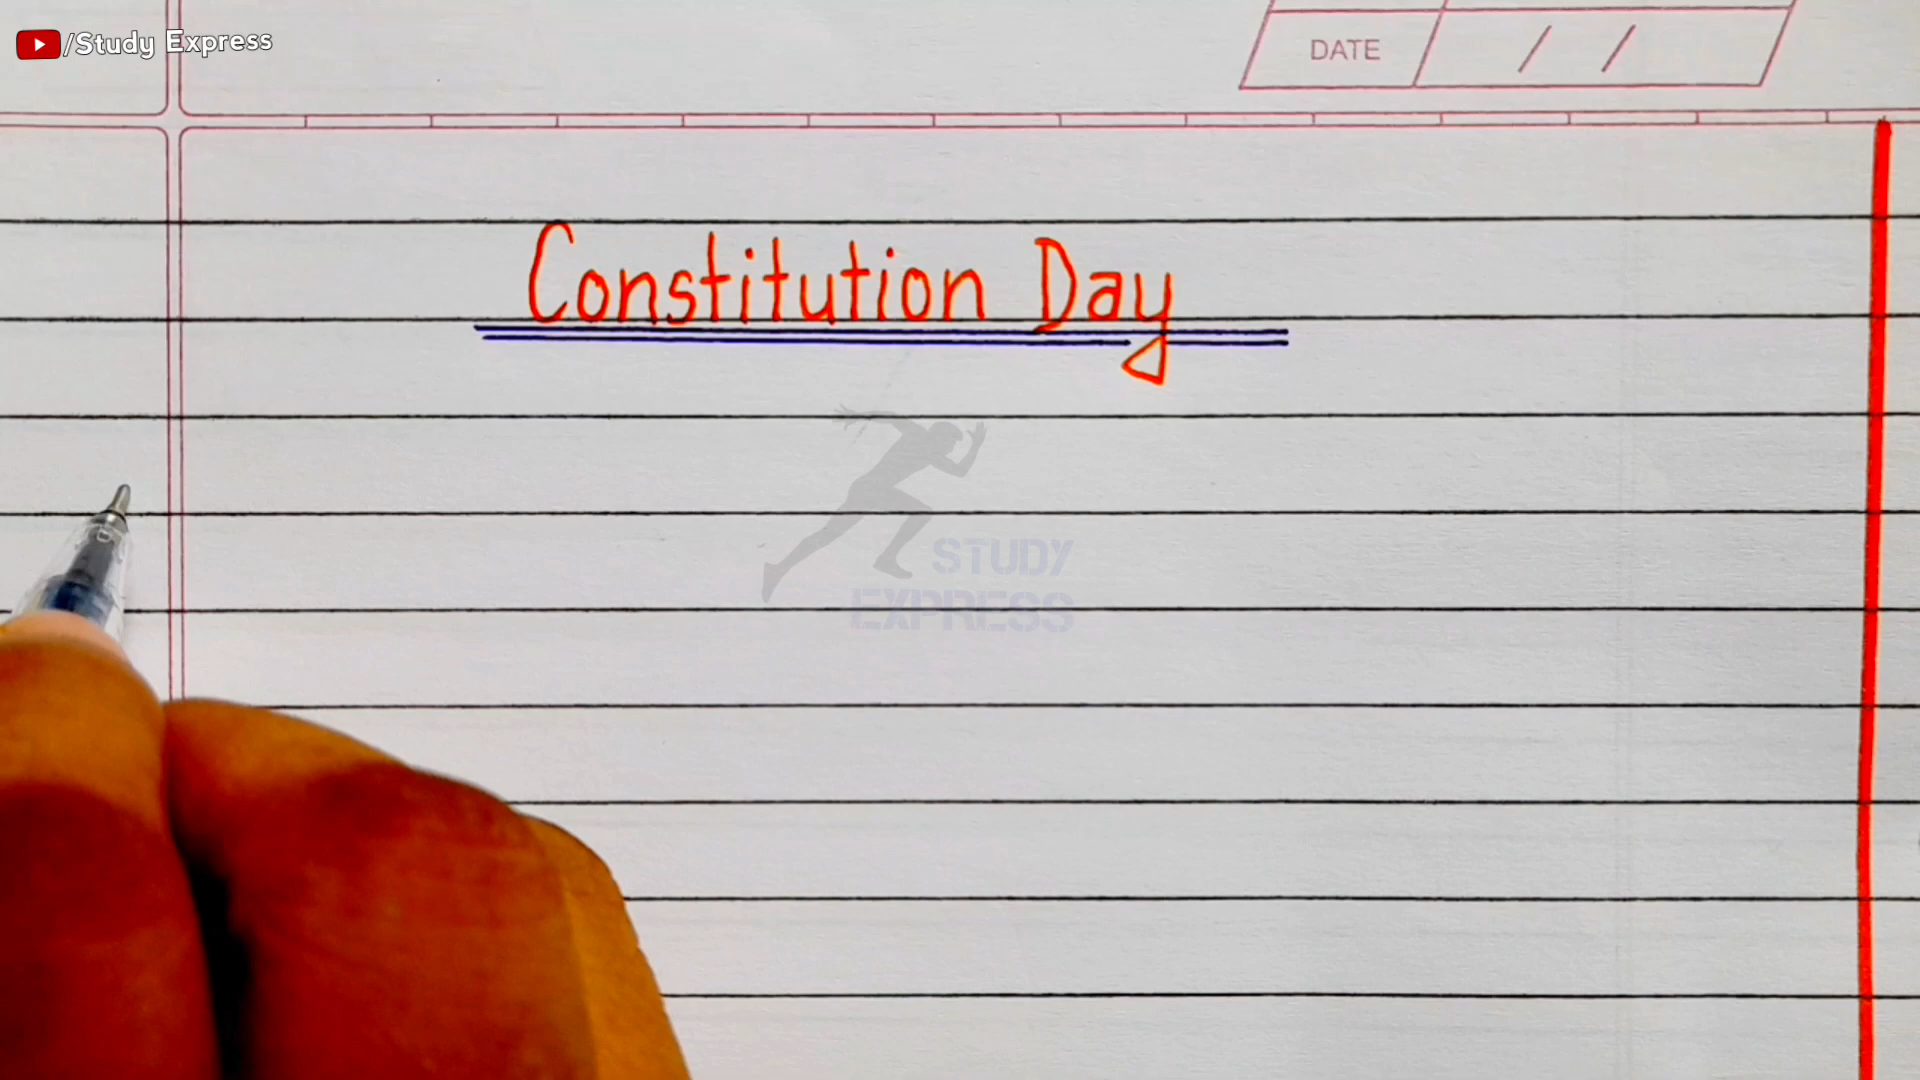 /Study Express
DATE / /
Constitution Day
STUDY
EXPRESS